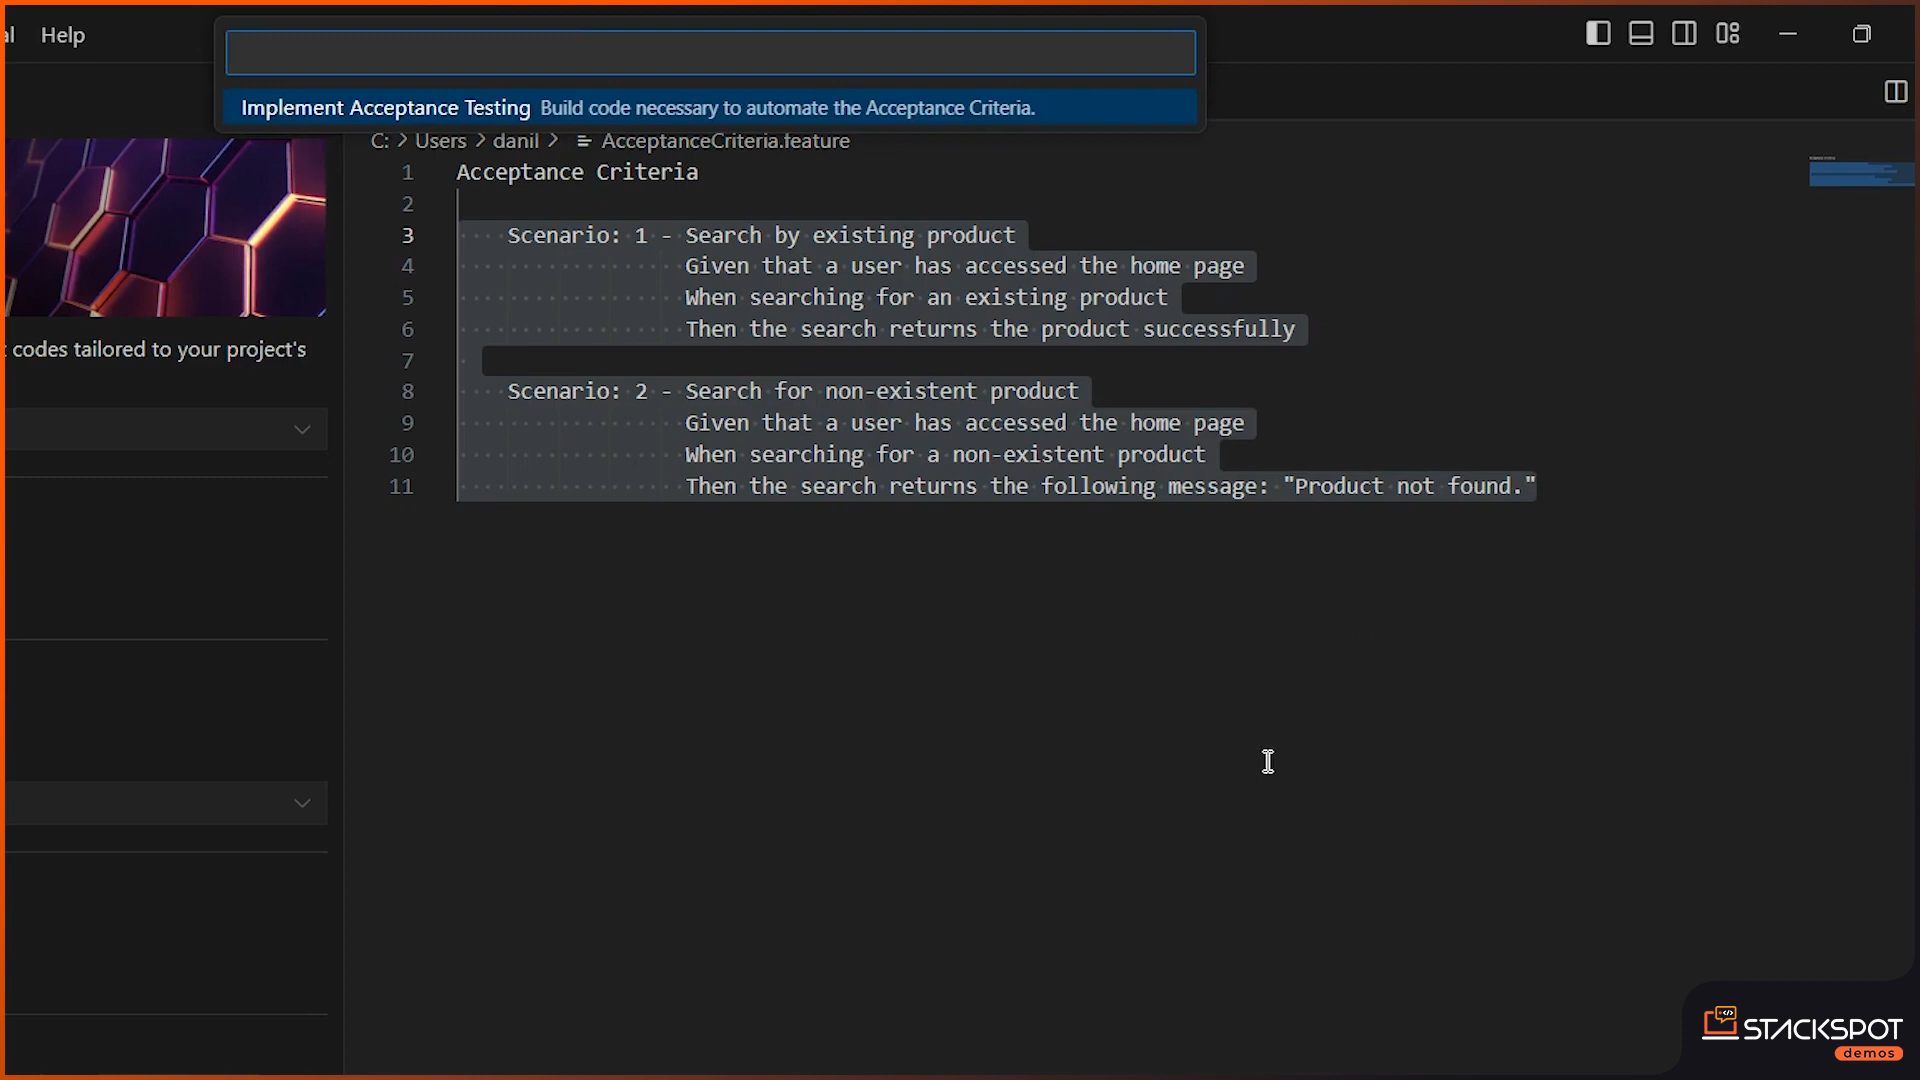 Help
Implement Acceptance Testing Build code necessary to automate the Acceptance Criteria.
C: > Users > danil > AcceptanceCriteria.feature
1 Acceptance Criteria
2
3 Scenario: 1 - Search by existing product
4 Given that a user has accessed the home page
5 When searching for an existing product
6 Then the search returns the product successfully
7
8 Scenario: 2 - Search for non-existent product
9 Given that a user has accessed the home page
10 When searching for a non-existent product
11 Then the search returns the following message: "Product not found."
codes tailored to your project's
STACKSPOT
demos